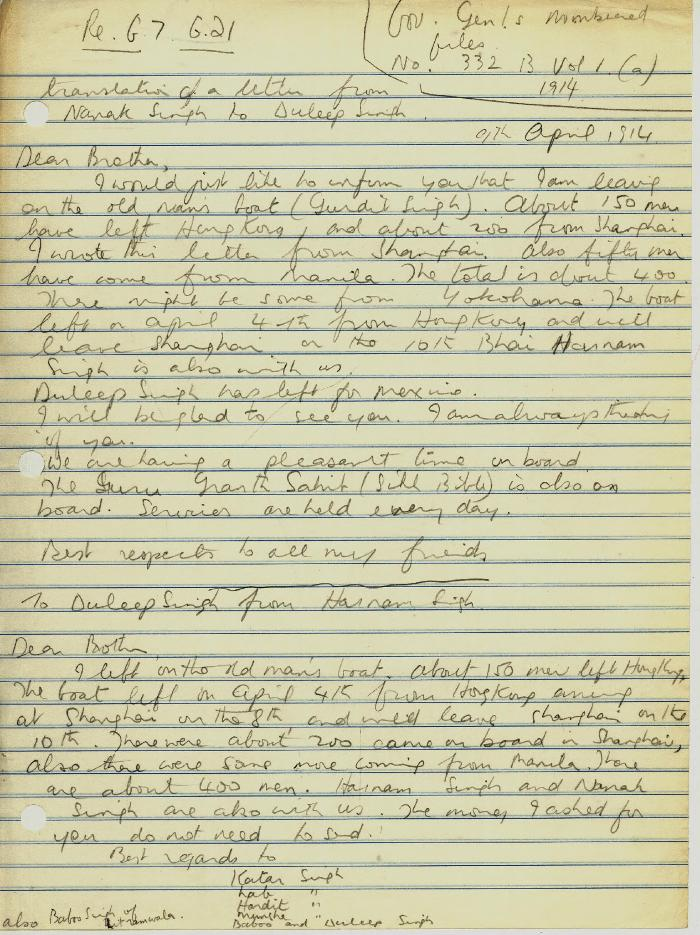 Re. G7 G.21
Gov. Gen's numbered
files
No. 332 B Vol 1. (a)
1914
translation of a letter from
Nanak Singh to Duleep Singh.
9th April 1914
Dear Brother,
I would just like to inform you that I am leaving
on the old man's boat (Gurdit Singh). About 150 men
have left Hong Kong, and about 200 from Shanghai.
I wrote this letter from Shanghai. Also fifty men
have come from Manila. The total is about 400.
There might be some from Yokohama. The boat
left on April 4th from Hong Kong and will
leave Shanghai on the 10th Bhai Harnam
Singh is also with us.
Duleep Singh has left for Mexico.
I will be glad to see you. I am always thinking
of you.
We are having a pleasant time on board.
The Guru Granth Sahib (Sikh Bible) is also on
board. Services are held every day.
Best respects to all my friends
To Duleep Singh from Harnam Singh.
Dear Brother
I left on the old man's boat. About 150 men left Hong Kong,
The boat left on April 4th from Hong Kong arriving
at Shanghai on the 8th and will leave Shanghai on the
10th. There were about 200 came on board in Shanghai,
also there were some more coming from Manila. There
are about 400 men. Harnam Singh and Nanak
Singh are also with us. The money I asked for
you do not need to send.
Best regards to
Katar Singh
Lab "
Hardit "
Munsha
Baboo and " Duleep Singh
also Baboo Singh of